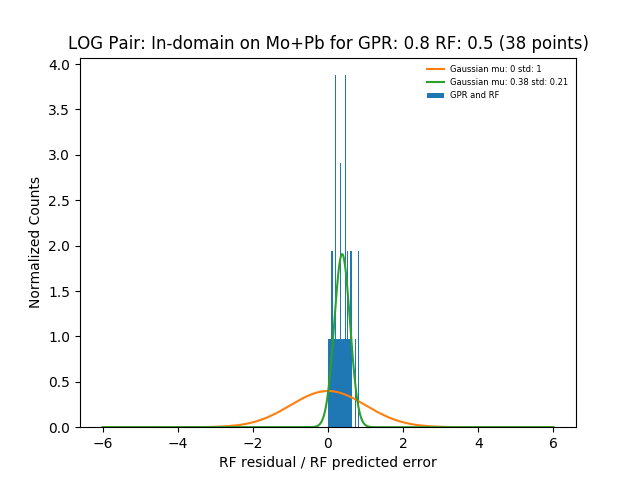 LOG Pair: In-domain on Mo+Pb for GPR: 0.8 RF: 0.5 (38 points)
Gaussian mu: 0 std: 1
Gaussian mu: 0.38 std: 0.21
GPR and RF
Normalized Counts
4.0
3.5
3.0
2.5
2.0
1.5
1.0
0.5
0.0
−6 −4 −2 0 2 4 6
RF residual / RF predicted error